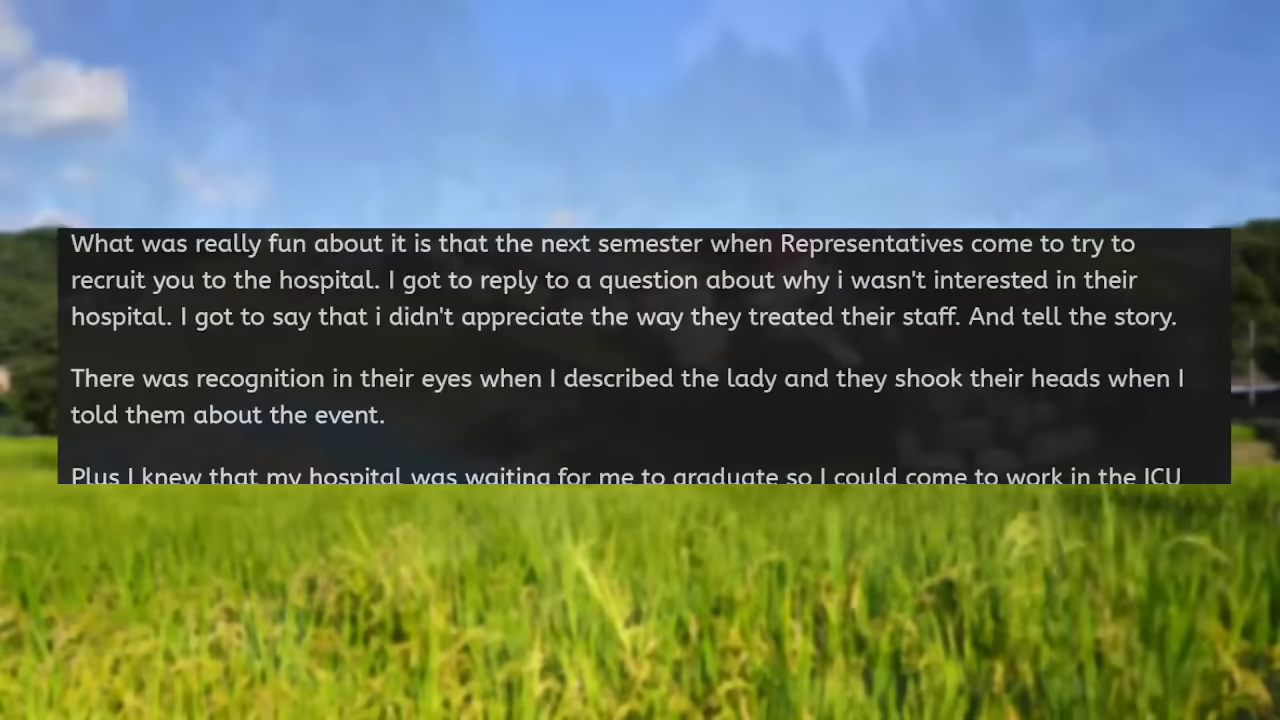 What was really fun about it is that the next semester when Representatives come to try to
recruit you to the hospital. I got to reply to a question about why i wasn't interested in their
hospital. I got to say that i didn't appreciate the way they treated their staff. And tell the story.
There was recognition in their eyes when I described the lady and they shook their heads when I
told them about the event.
Plus I knew that my hospital was waiting for me to graduate so I could come to work in the ICU